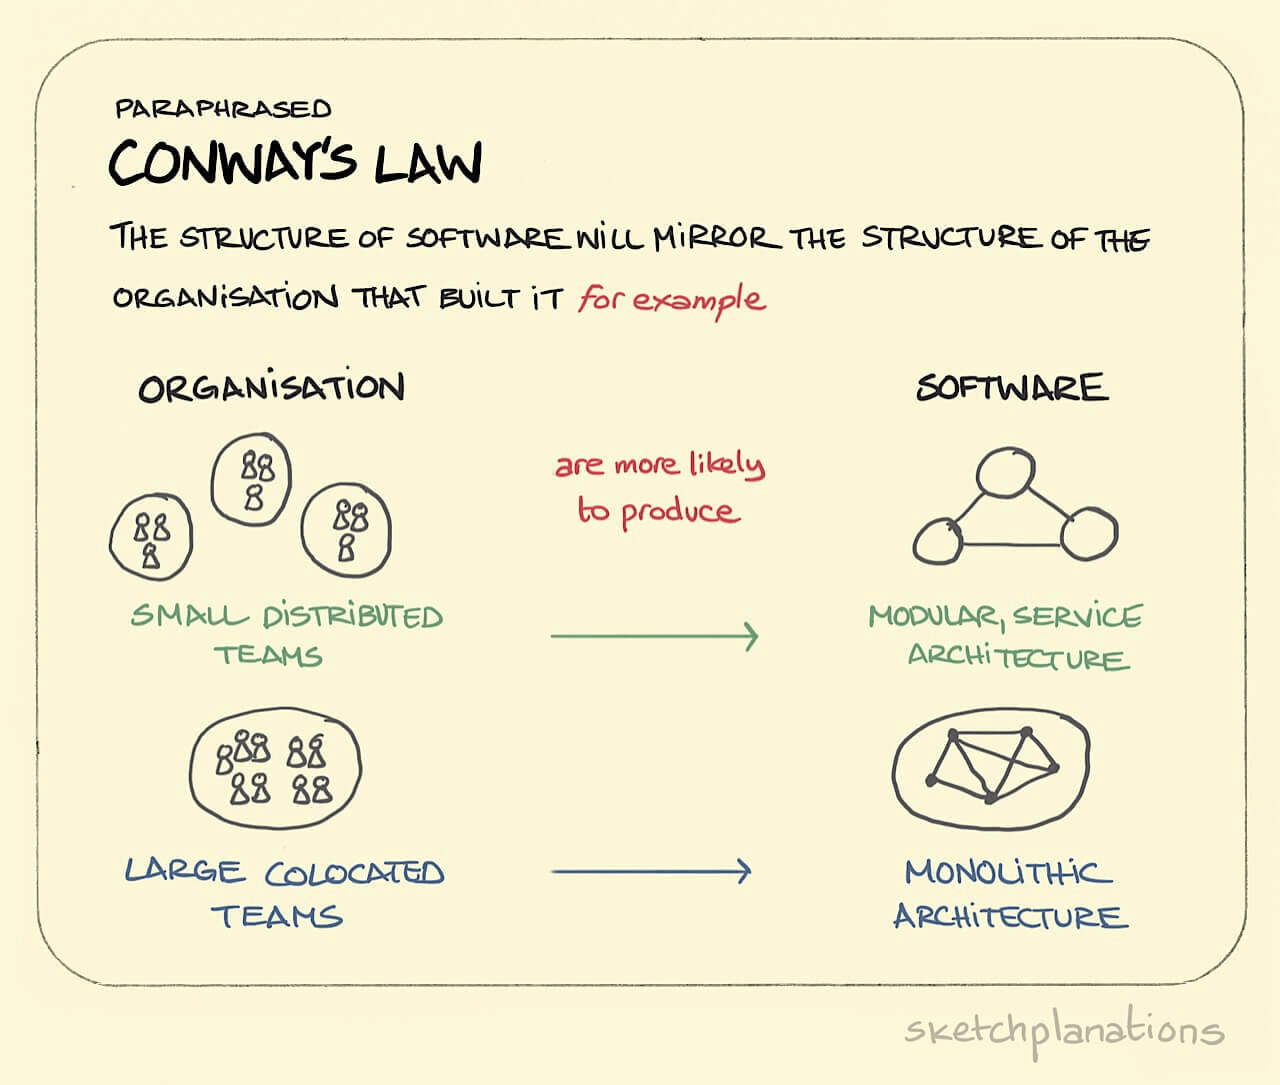 PARAPHRASED
CONWAY'S LAW
THE STRUCTURE OF SOFTWARE WILL MIRROR THE STRUCTURE OF THE
ORGANISATION THAT BUILT IT for example
ORGANISATION
SOFTWARE
are more likely
to produce
SMALL DISTRIBUTED
TEAMS
MODULAR, SERVICE
ARCHITECTURE
LARGE COLOCATED
TEAMS
MONOLITHIC
ARCHITECTURE
sketchplanations